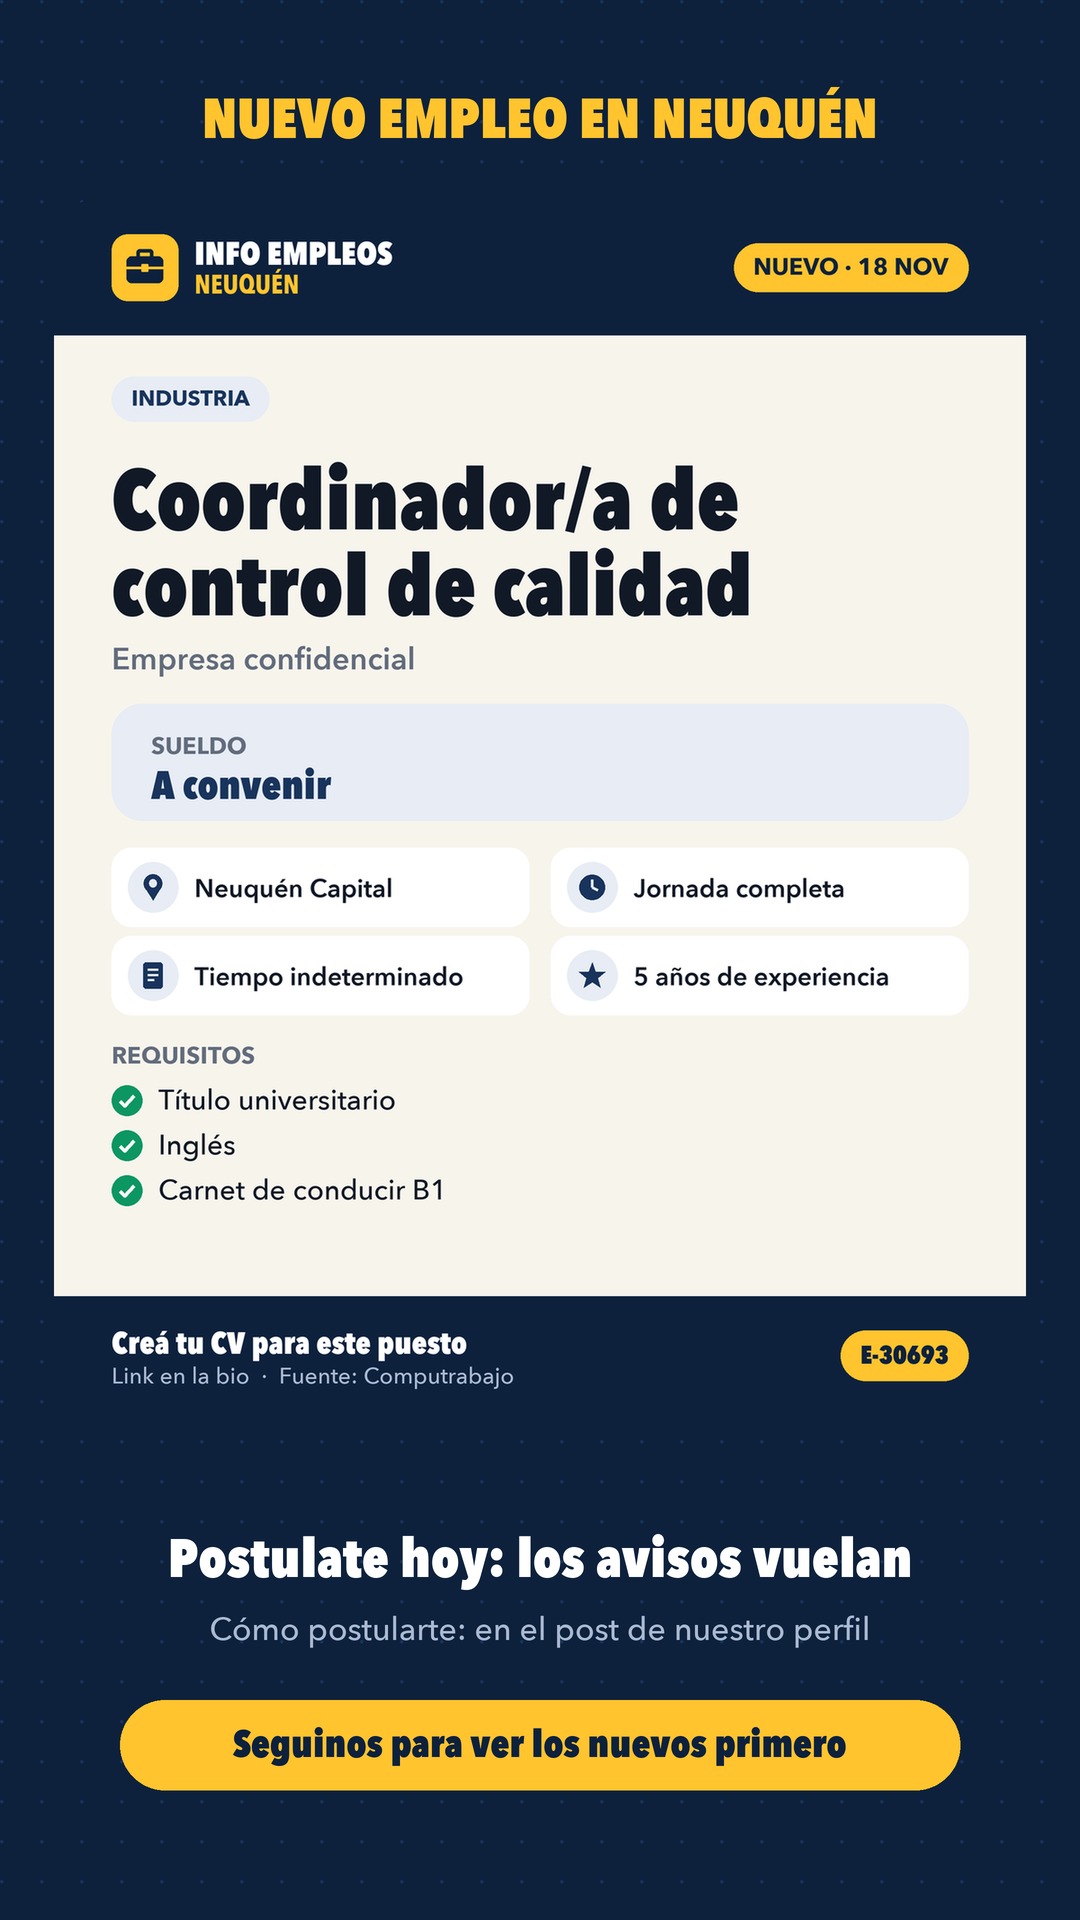 NUEVO EMPLEO EN NEUQUÉN
INFO EMPLEOS
NEUQUÉN
NUEVO · 18 NOV
INDUSTRIA
Coordinador/a de
control de calidad
Empresa confidencial
SUELDO
A convenir
Neuquén Capital
Jornada completa
Tiempo indeterminado
5 años de experiencia
REQUISITOS
Título universitario
Inglés
Carnet de conducir B1
Creá tu CV para este puesto
Link en la bio · Fuente: Computrabajo
E-30693
Postulate hoy: los avisos vuelan
Cómo postularte: en el post de nuestro perfil
Seguinos para ver los nuevos primero